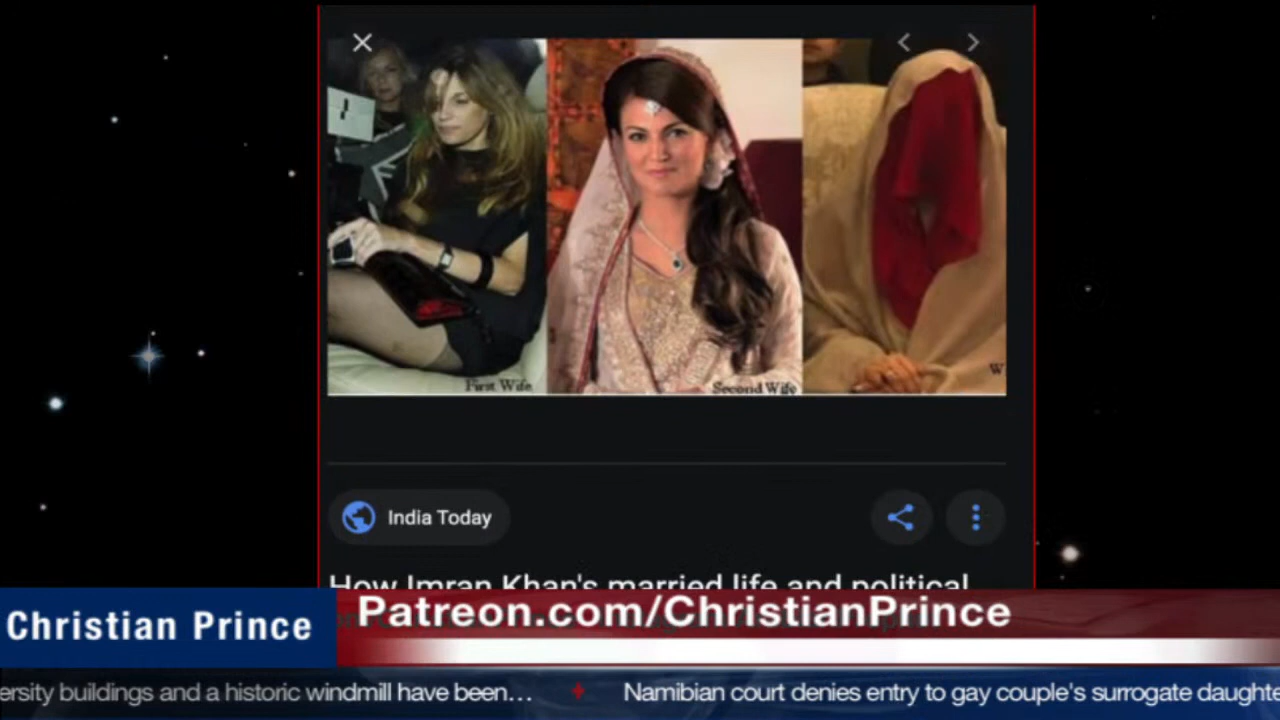 First Wife
Second Wife
W
India Today
How Imran Khan's married life and political
Christian Prince
Patreon.com/ChristianPrince
ersity buildings and a historic windmill have been…
Namibian court denies entry to gay couple's surrogate daughte